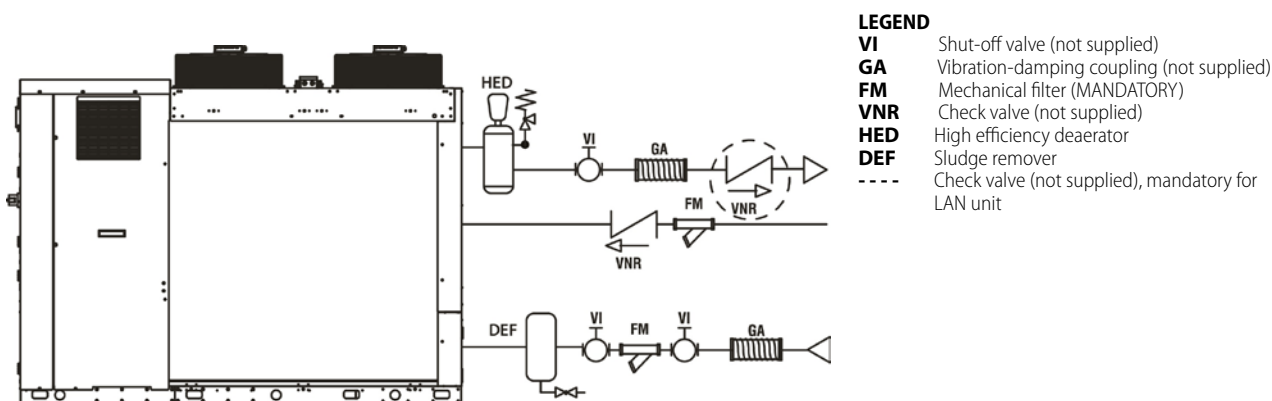 HED
VI
GA
VNR
FM
VNR
DEF
VI
FM
VI
GA
LEGEND
VI Shut-off valve (not supplied)
GA Vibration-damping coupling (not supplied)
FM Mechanical filter (MANDATORY)
VNR Check valve (not supplied)
HED High efficiency deaerator
DEF Sludge remover
---- Check valve (not supplied), mandatory for
LAN unit